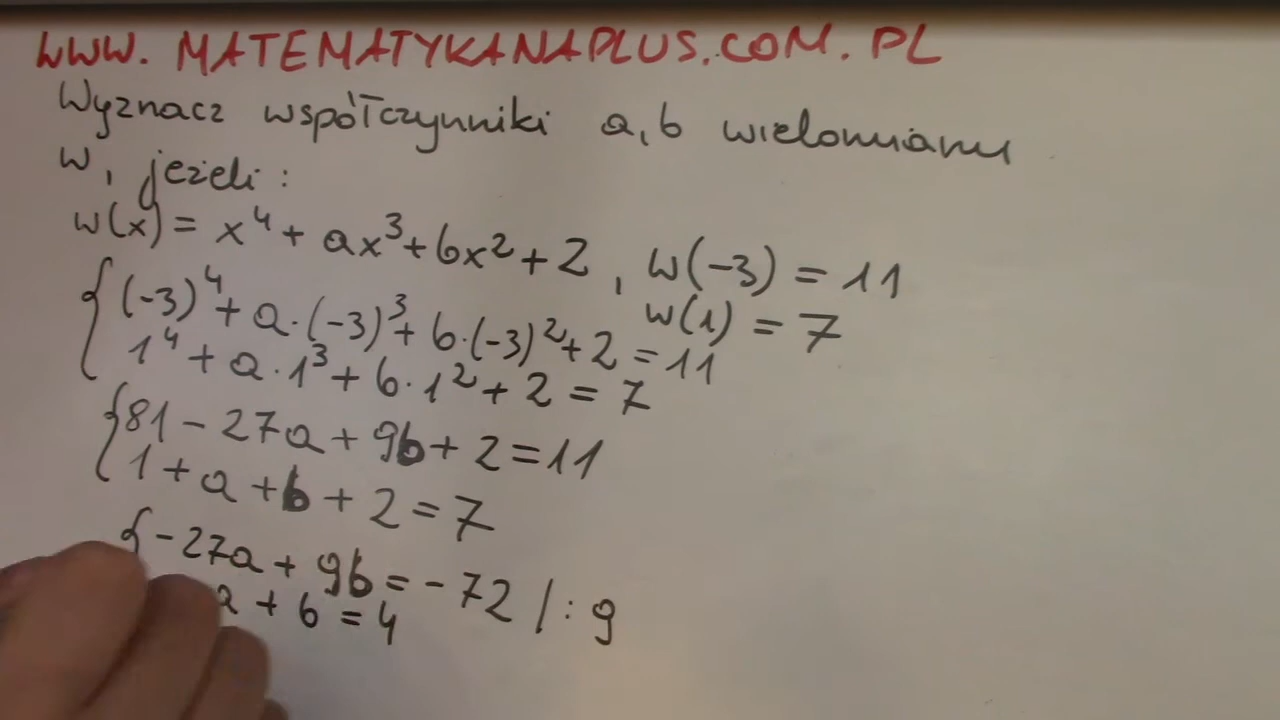 WWW. MATEMATYKANAPLUS.COM.PL
Wyznacz współczynniki a, b wielomianu
w, jeżeli:
w(x) = x⁴ + ax³ + bx² + 2, w(-3) = 11
w(1) = 7
{ (-3)⁴ + a·(-3)³ + b·(-3)² + 2 = 11
1⁴ + a·1³ + b·1² + 2 = 7
{ 81 - 27a + 9b + 2 = 11
1 + a + b + 2 = 7
{ -27a + 9b = -72 /:9
a + b = 4